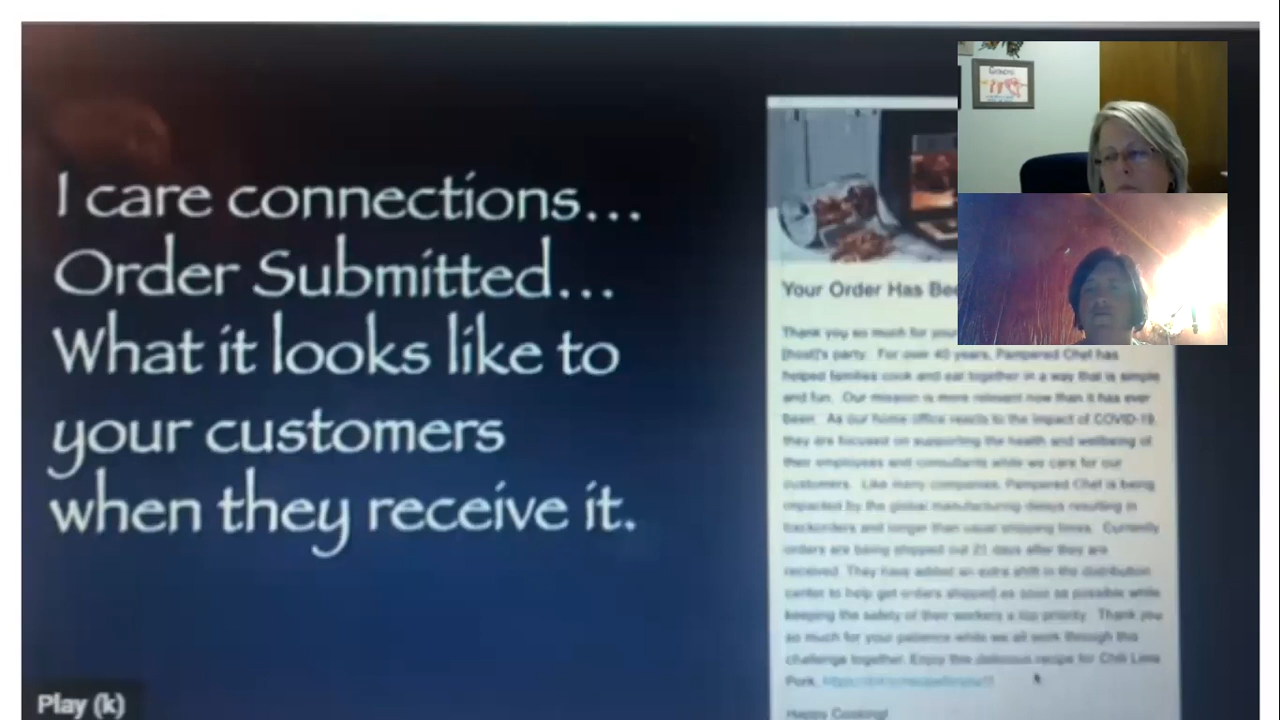 I care connections...
Order Submitted...
What it looks like to
your customers
when they receive it.
Your Order Has Bee
Thank you so much for your
[host]'s party. For over 40 years, Pampered Chef has
helped families cook and eat together in a way that is simple
and fun. Our mission is more relevant now than it has ever
been. As our home office reacts to the impact of COVID-19,
they are focused on supporting the health and wellbeing of
their employees and consultants while we care for our
customers. Like many companies, Pampered Chef is being
impacted by the global manufacturing delays resulting in
backorders and longer than usual shipping times. Currently
orders are being shipped out 21 days after they are
received. They have added an extra shift in the distribution
center to help get orders shipped as soon as possible while
keeping the safety of their workers a top priority. Thank you
so much for your patience while we all work through this
challenge together. Enjoy this delicious recipe for Chili Lime
Pork.
Happy Cooking!
Play (k)